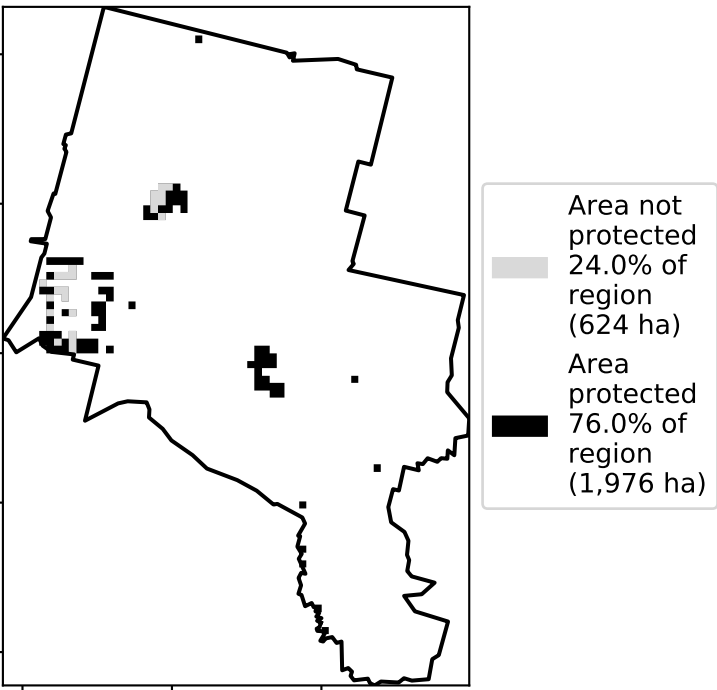 Area not
protected
24.0% of
region
(624 ha)
Area
protected
76.0% of
region
(1,976 ha)